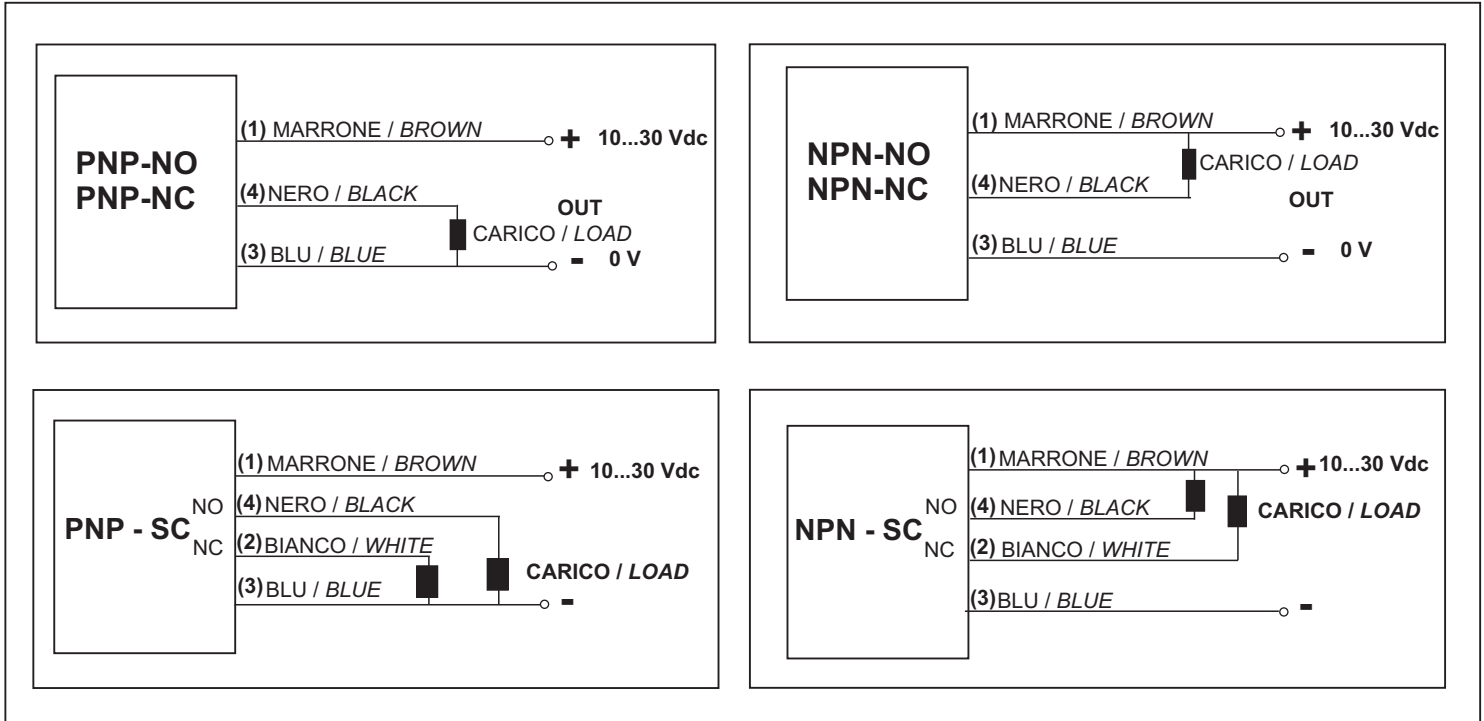 PNP-NO
PNP-NC
(1) MARRONE / BROWN
+ 10...30 Vdc
(4) NERO / BLACK
OUT
CARICO / LOAD
(3) BLU / BLUE
- 0 V
NPN-NO
NPN-NC
(1) MARRONE / BROWN
+ 10...30 Vdc
CARICO / LOAD
(4) NERO / BLACK
OUT
(3) BLU / BLUE
- 0 V
PNP - SC
(1) MARRONE / BROWN
+ 10...30 Vdc
NO (4) NERO / BLACK
NC (2) BIANCO / WHITE
CARICO / LOAD
(3) BLU / BLUE
-
NPN - SC
(1) MARRONE / BROWN
+ 10...30 Vdc
NO (4) NERO / BLACK
CARICO / LOAD
NC (2) BIANCO / WHITE
(3) BLU / BLUE
-